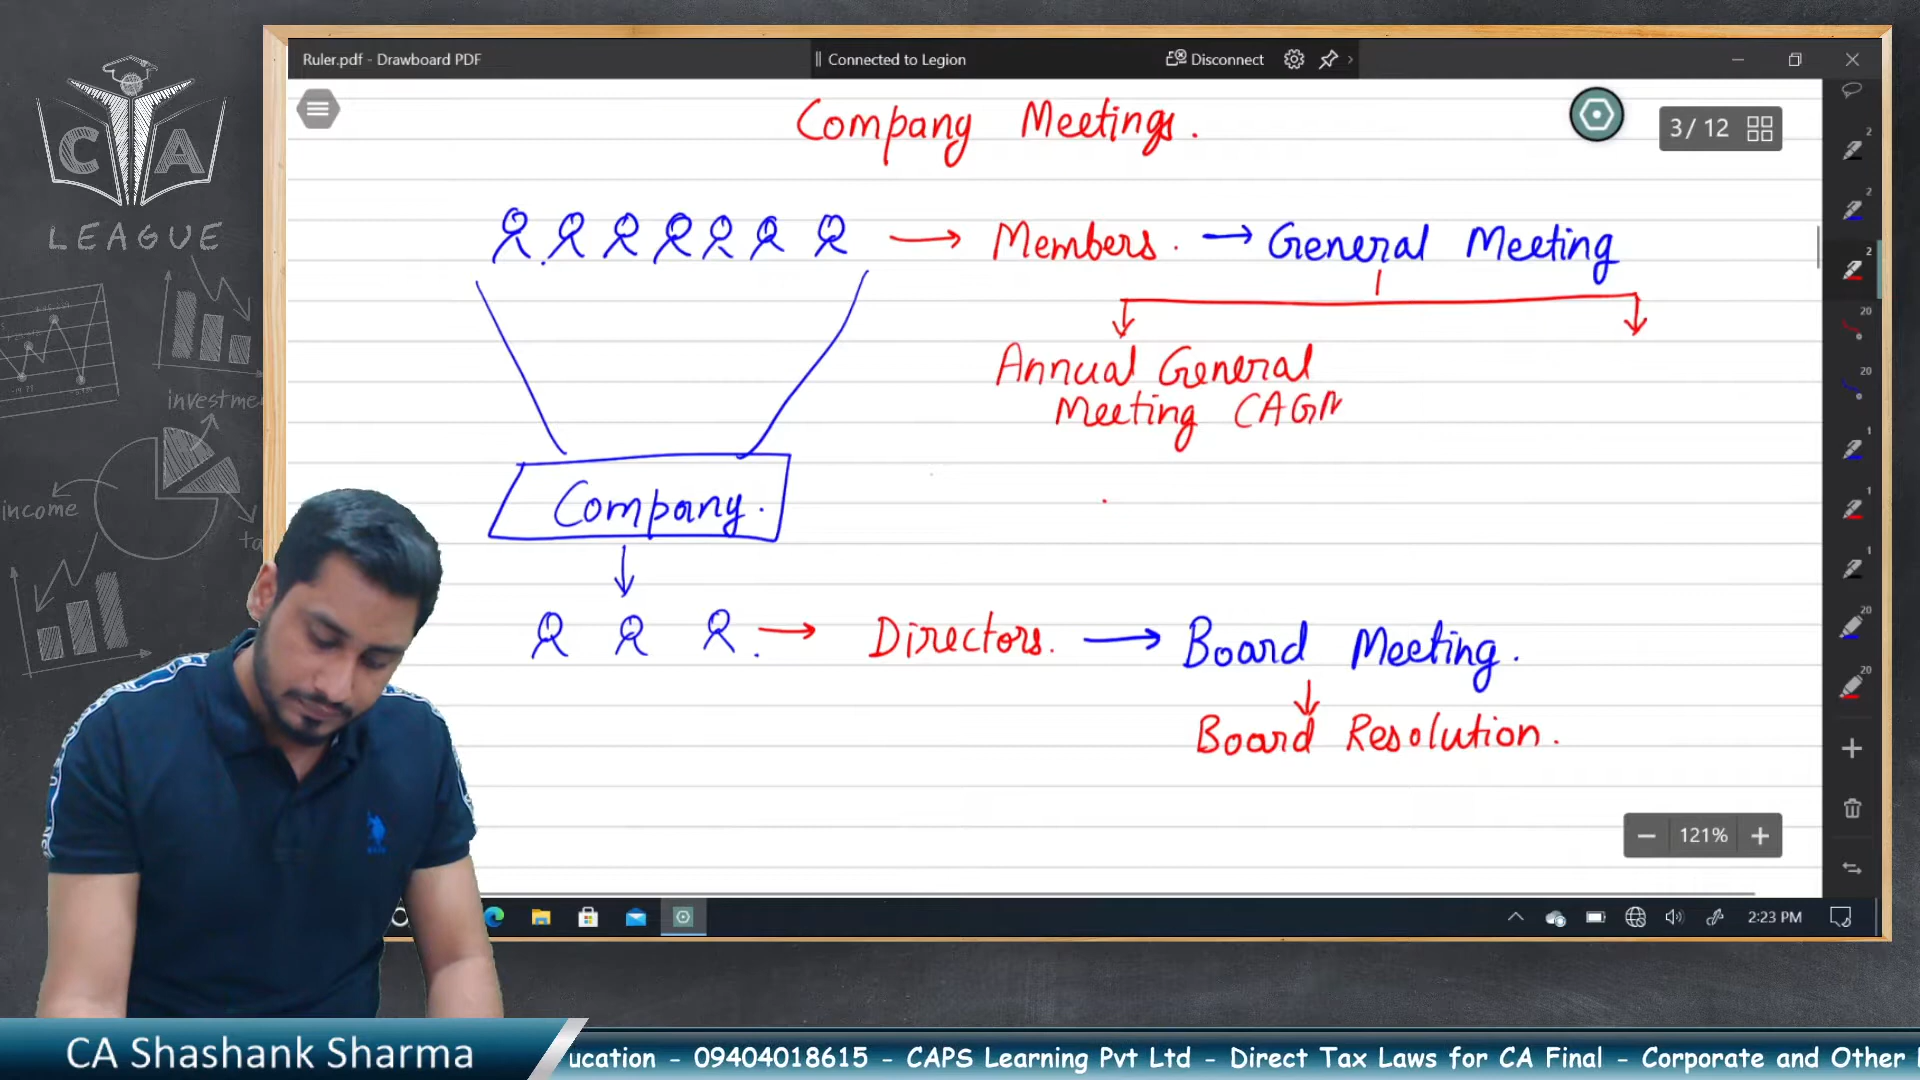 Ruler.pdf - Drawboard PDF
Connected to Legion
Disconnect
Company Meetings.
3 / 12
CA
LEAGUE
Members. → General Meeting
Annual General
Meeting CAGM
investme
income
ta
Company.
Directors. → Board Meeting.
Board Resolution.
121%
2:23 PM
CA Shashank Sharma
ucation - 09404018615 - CAPS Learning Pvt Ltd - Direct Tax Laws for CA Final - Corporate and Other